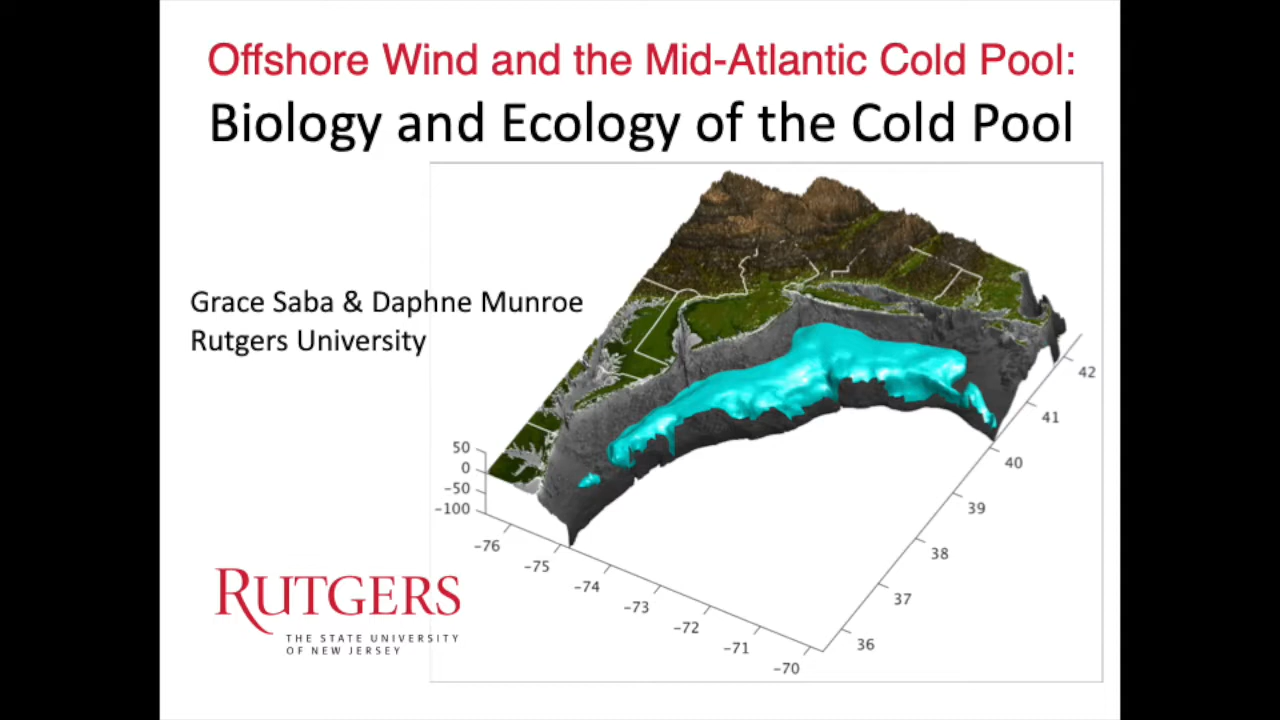 Offshore Wind and the Mid-Atlantic Cold Pool:
Biology and Ecology of the Cold Pool
Grace Saba & Daphne Munroe
Rutgers University
50
0
-50
-100
-76
-75
-74
-73
-72
-71
-70
36
37
38
39
40
41
42
RUTGERS
THE STATE UNIVERSITY
OF NEW JERSEY